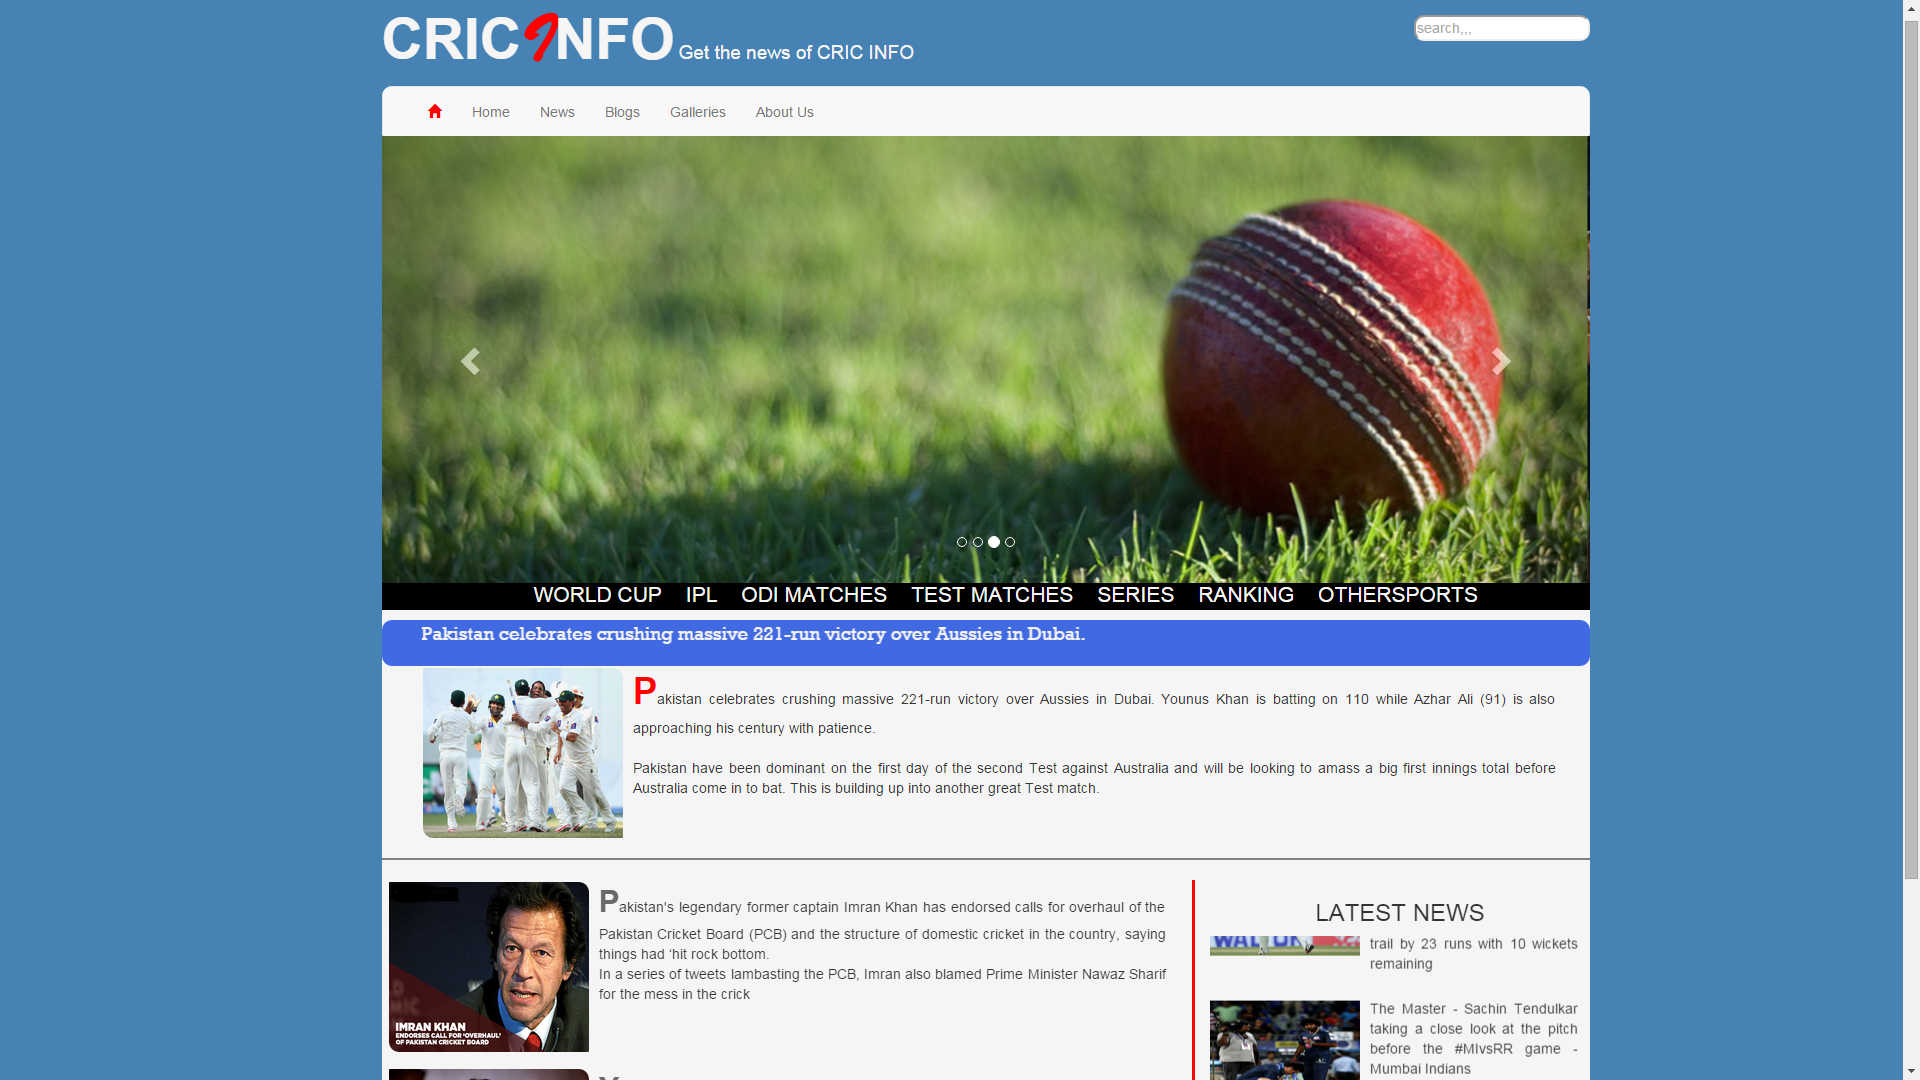 CRIC INFO Get the news of CRIC INFO
search,,,
Home News Blogs Galleries About Us
WORLD CUP IPL ODI MATCHES TEST MATCHES SERIES RANKING OTHERSPORTS
Pakistan celebrates crushing massive 221-run victory over Aussies in Dubai.
Pakistan celebrates crushing massive 221-run victory over Aussies in Dubai. Younus Khan is batting on 110 while Azhar Ali (91) is also
approaching his century with patience.
Pakistan have been dominant on the first day of the second Test against Australia and will be looking to amass a big first innings total before
Australia come in to bat. This is building up into another great Test match.
Pakistan's legendary former captain Imran Khan has endorsed calls for overhaul of the
Pakistan Cricket Board (PCB) and the structure of domestic cricket in the country, saying
things had ‘hit rock bottom.
In a series of tweets lambasting the PCB, Imran also blamed Prime Minister Nawaz Sharif
for the mess in the crick
IMRAN KHAN
ENDORSES CALL FOR 'OVERHAUL'
OF PAKISTAN CRICKET BOARD
LATEST NEWS
trail by 23 runs with 10 wickets
remaining
The Master - Sachin Tendulkar
taking a close look at the pitch
before the #MIvsRR game -
Mumbai Indians